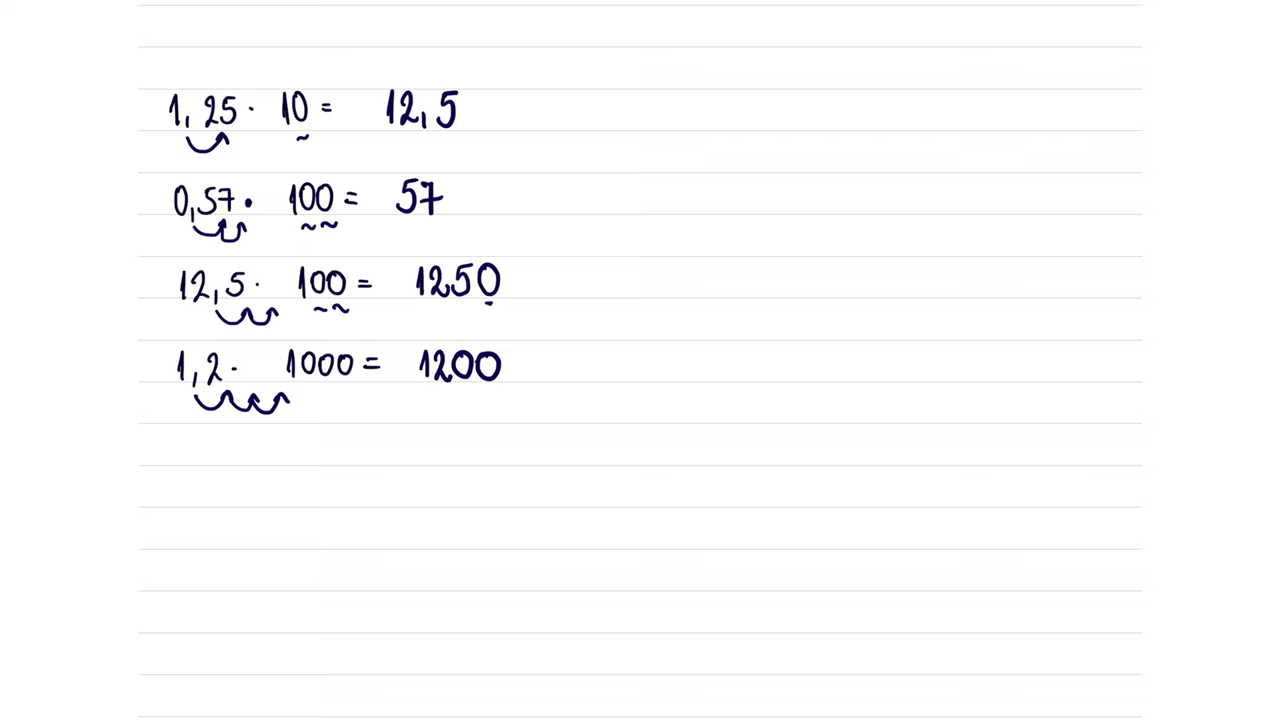 1,25 · 10 = 12,5
0,57 · 100 = 57
12,5 · 100 = 1250
1,2 · 1000 = 1200